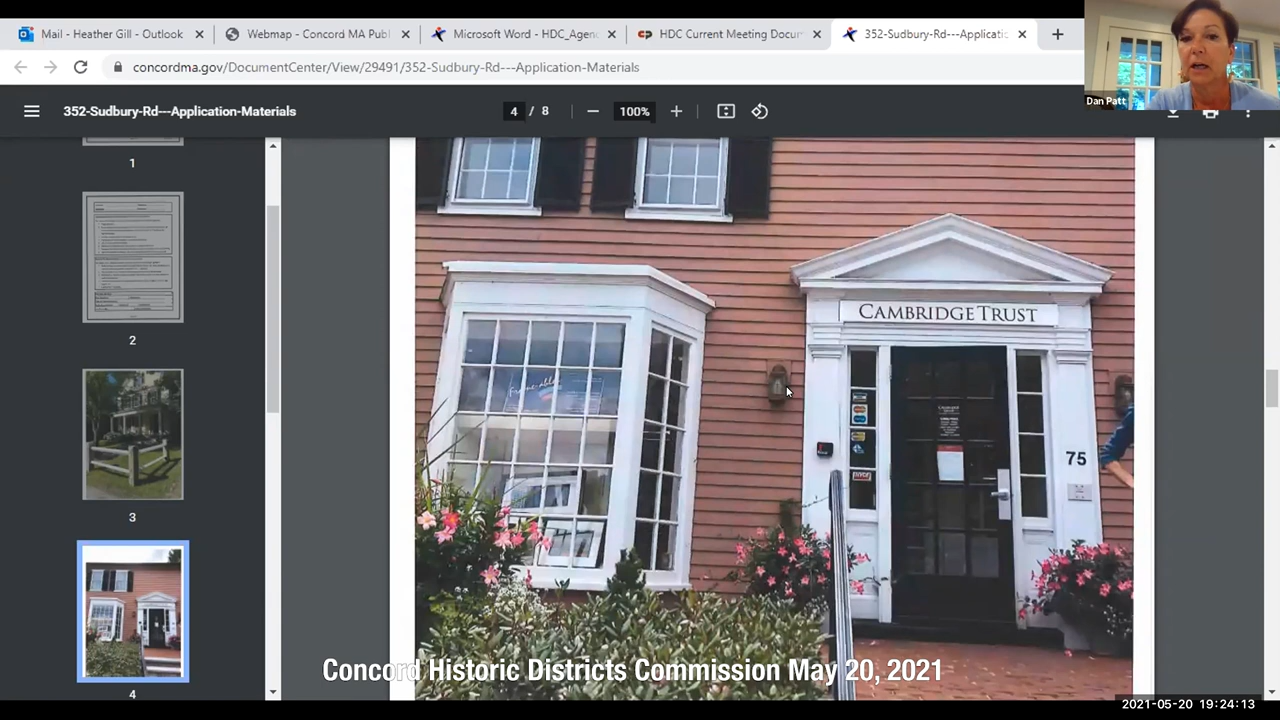 Mail - Heather Gill - Outlook
Webmap - Concord MA Publ
Microsoft Word - HDC_Agen
HDC Current Meeting Docum
352-Sudbury-Rd---Applicatio
concordma.gov/DocumentCenter/View/29491/352-Sudbury-Rd---Application-Materials
Dan Patt
352-Sudbury-Rd---Application-Materials
4 / 8
100%
1
2
3
4
CAMBRIDGE TRUST
Frame-ables
75
Concord Historic Districts Commission May 20, 2021
2021-05-20 19:24:13